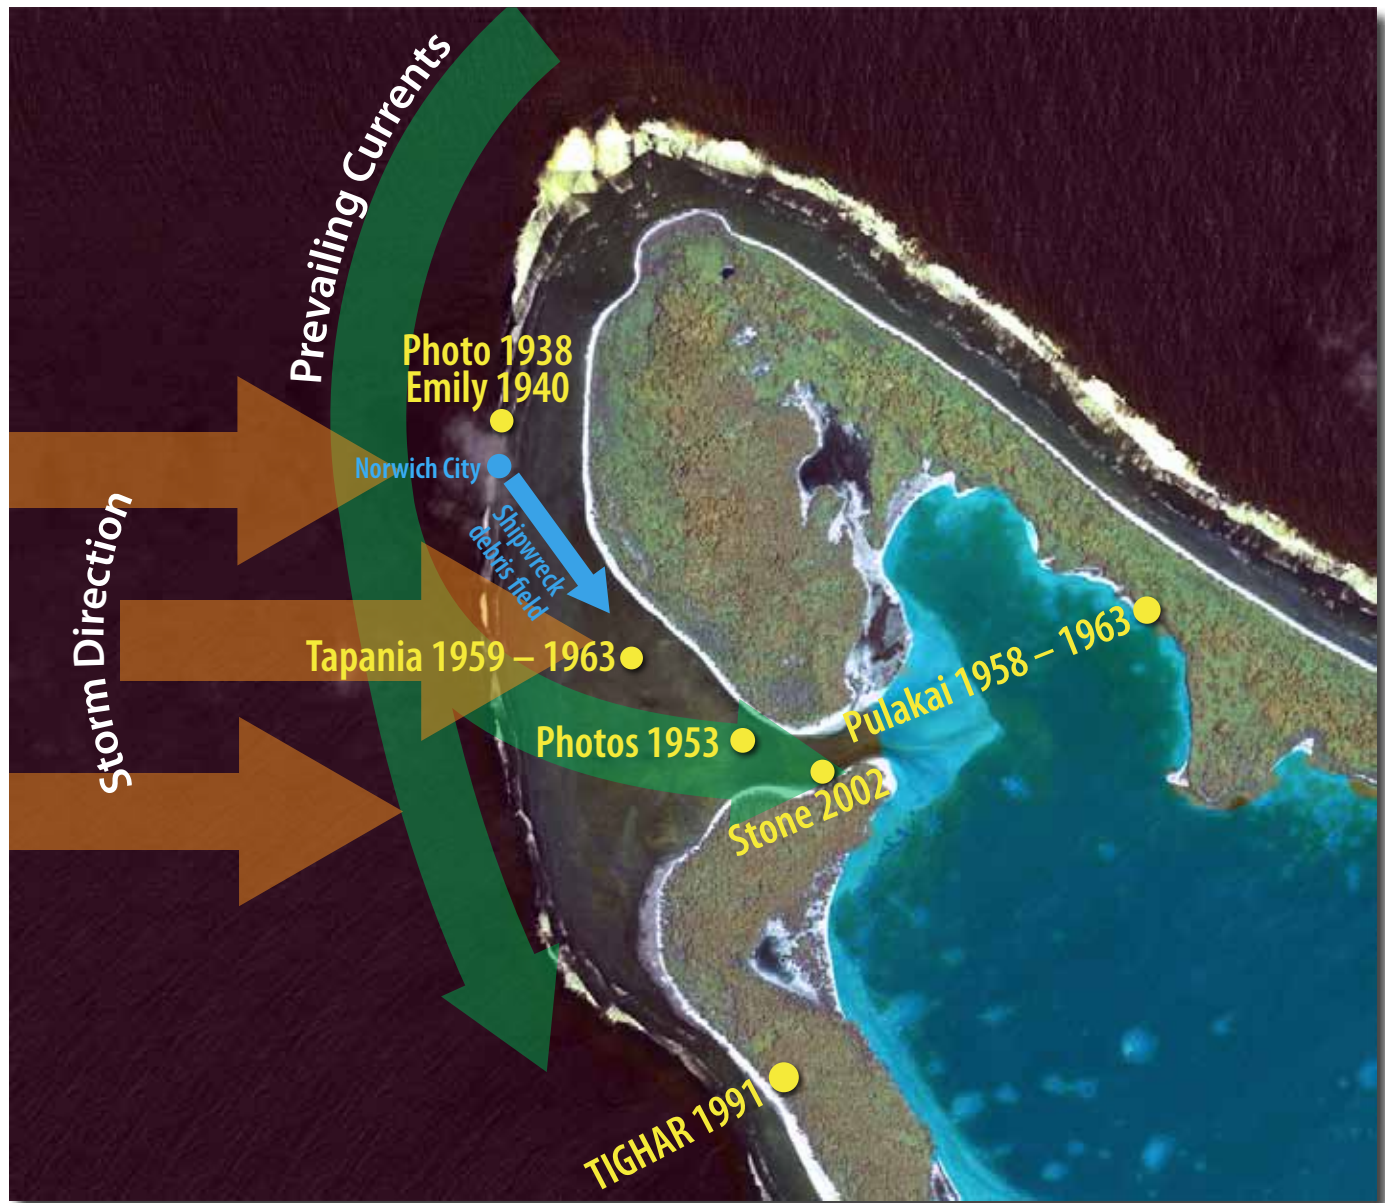 Prevailing Currents
Photo 1938
Emily 1940
Norwich City
Shipwreck
debris field
Storm Direction
Tapania 1959 – 1963
Pulakai 1958 – 1963
Photos 1953
Stone 2002
TIGHAR 1991